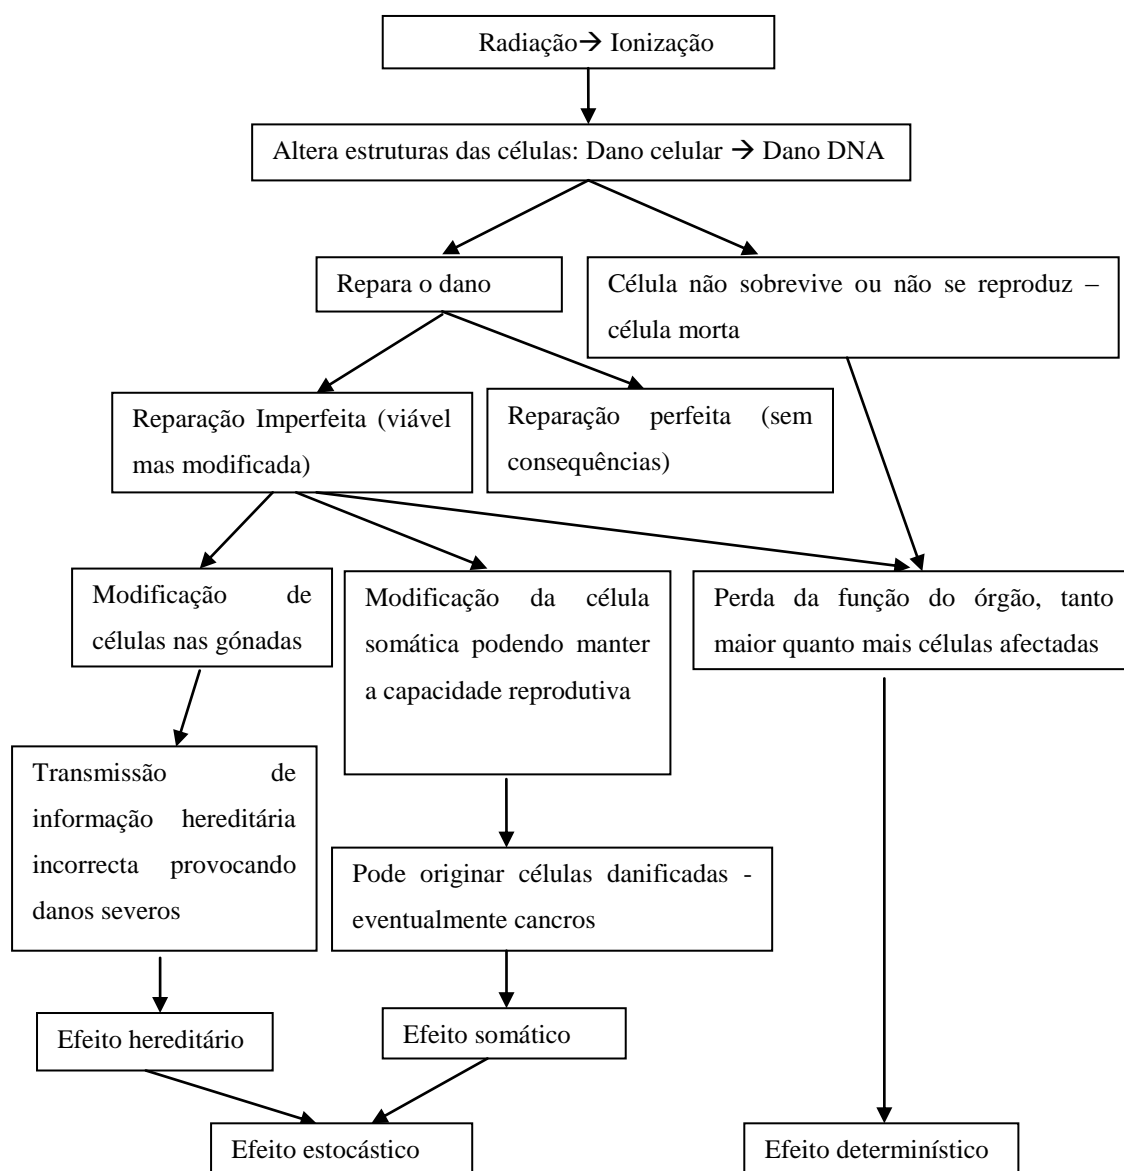 Radiação→ Ionização
Altera estruturas das células: Dano celular → Dano DNA
Repara o dano
Célula não sobrevive ou não se reproduz –
célula morta
Reparação Imperfeita (viável
mas modificada)
Reparação perfeita (sem
consequências)
Modificação de
células nas gónadas
Modificação da célula
somática podendo manter
a capacidade reprodutiva
Perda da função do órgão, tanto
maior quanto mais células afectadas
Transmissão de
informação hereditária
incorrecta provocando
danos severos
Pode originar células danificadas -
eventualmente cancros
Efeito hereditário
Efeito somático
Efeito estocástico
Efeito determinístico